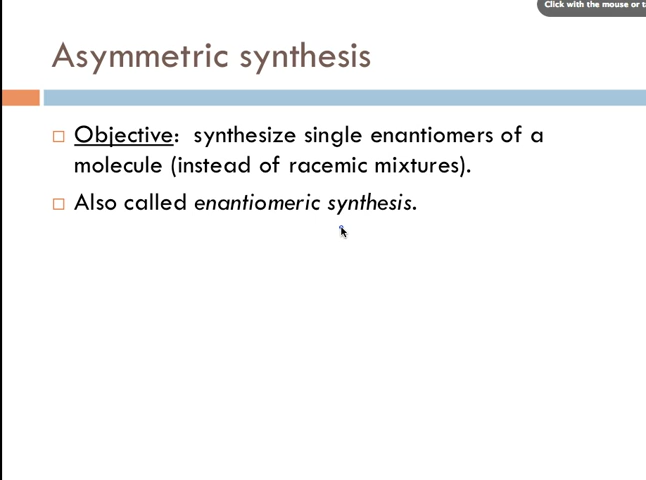 Click with the mouse or t
Asymmetric synthesis
Objective: synthesize single enantiomers of a
molecule (instead of racemic mixtures).
Also called enantiomeric synthesis.